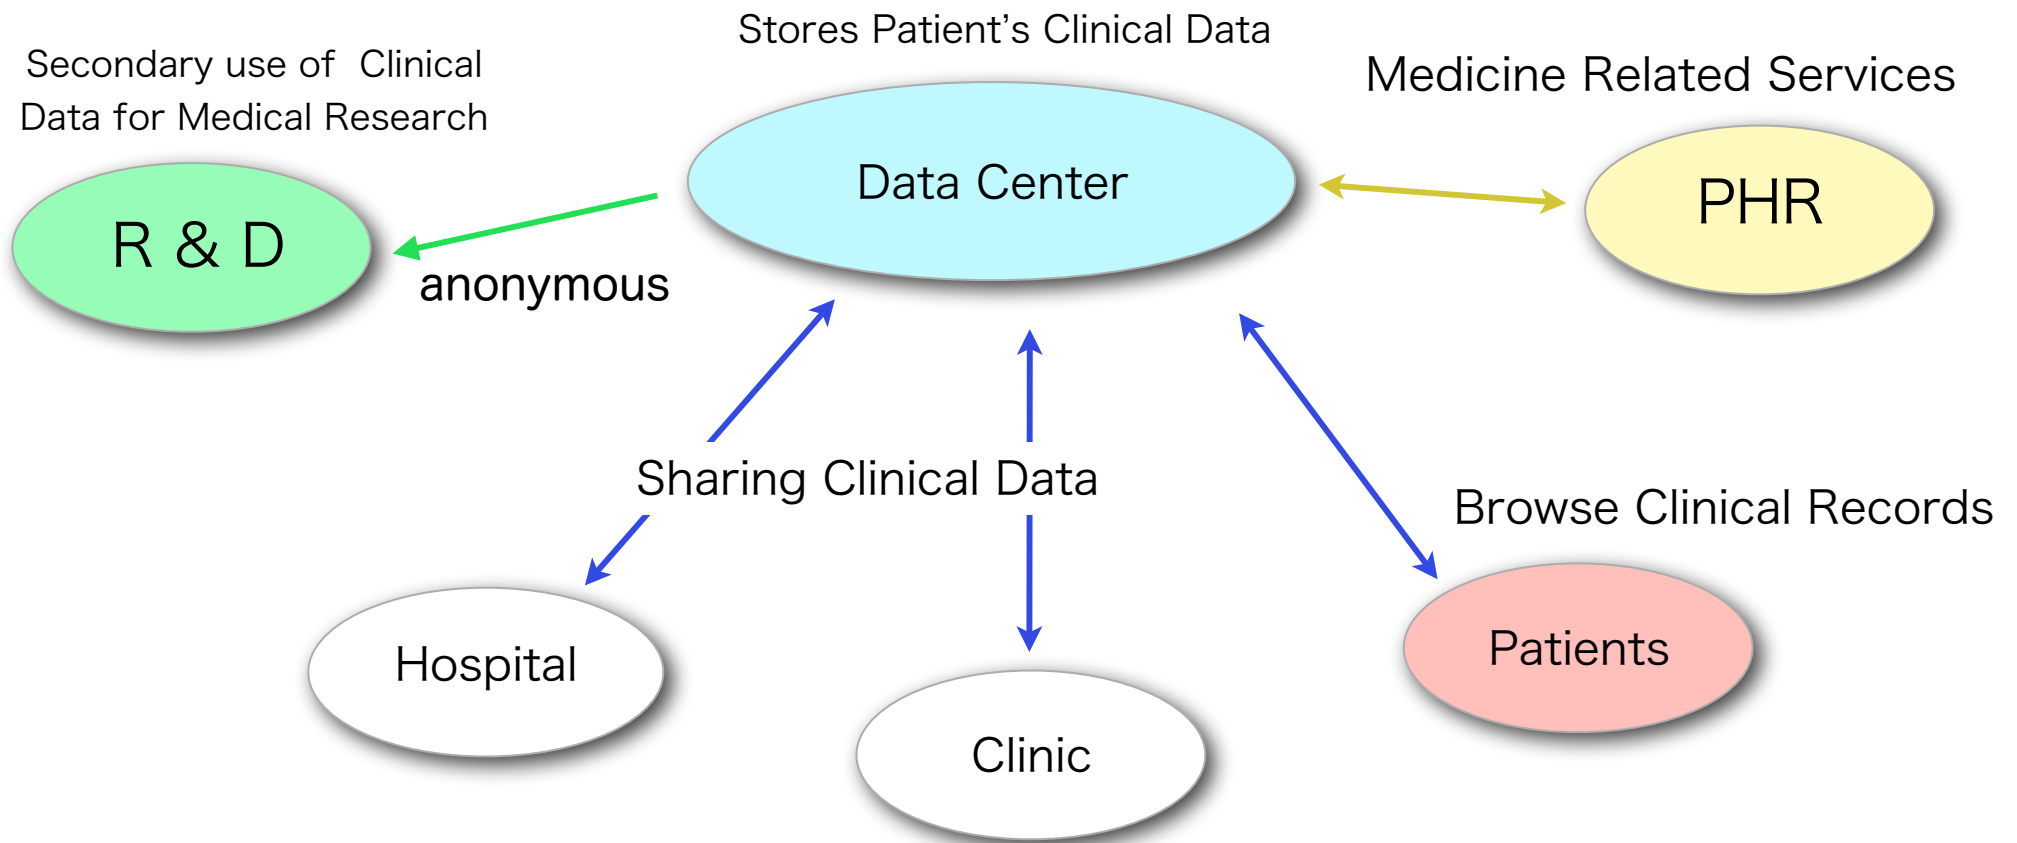 Stores Patient’s Clinical Data
Secondary use of Clinical
Data for Medical Research
Medicine Related Services
Data Center
PHR
R & D
anonymous
Sharing Clinical Data
Browse Clinical Records
Hospital
Patients
Clinic